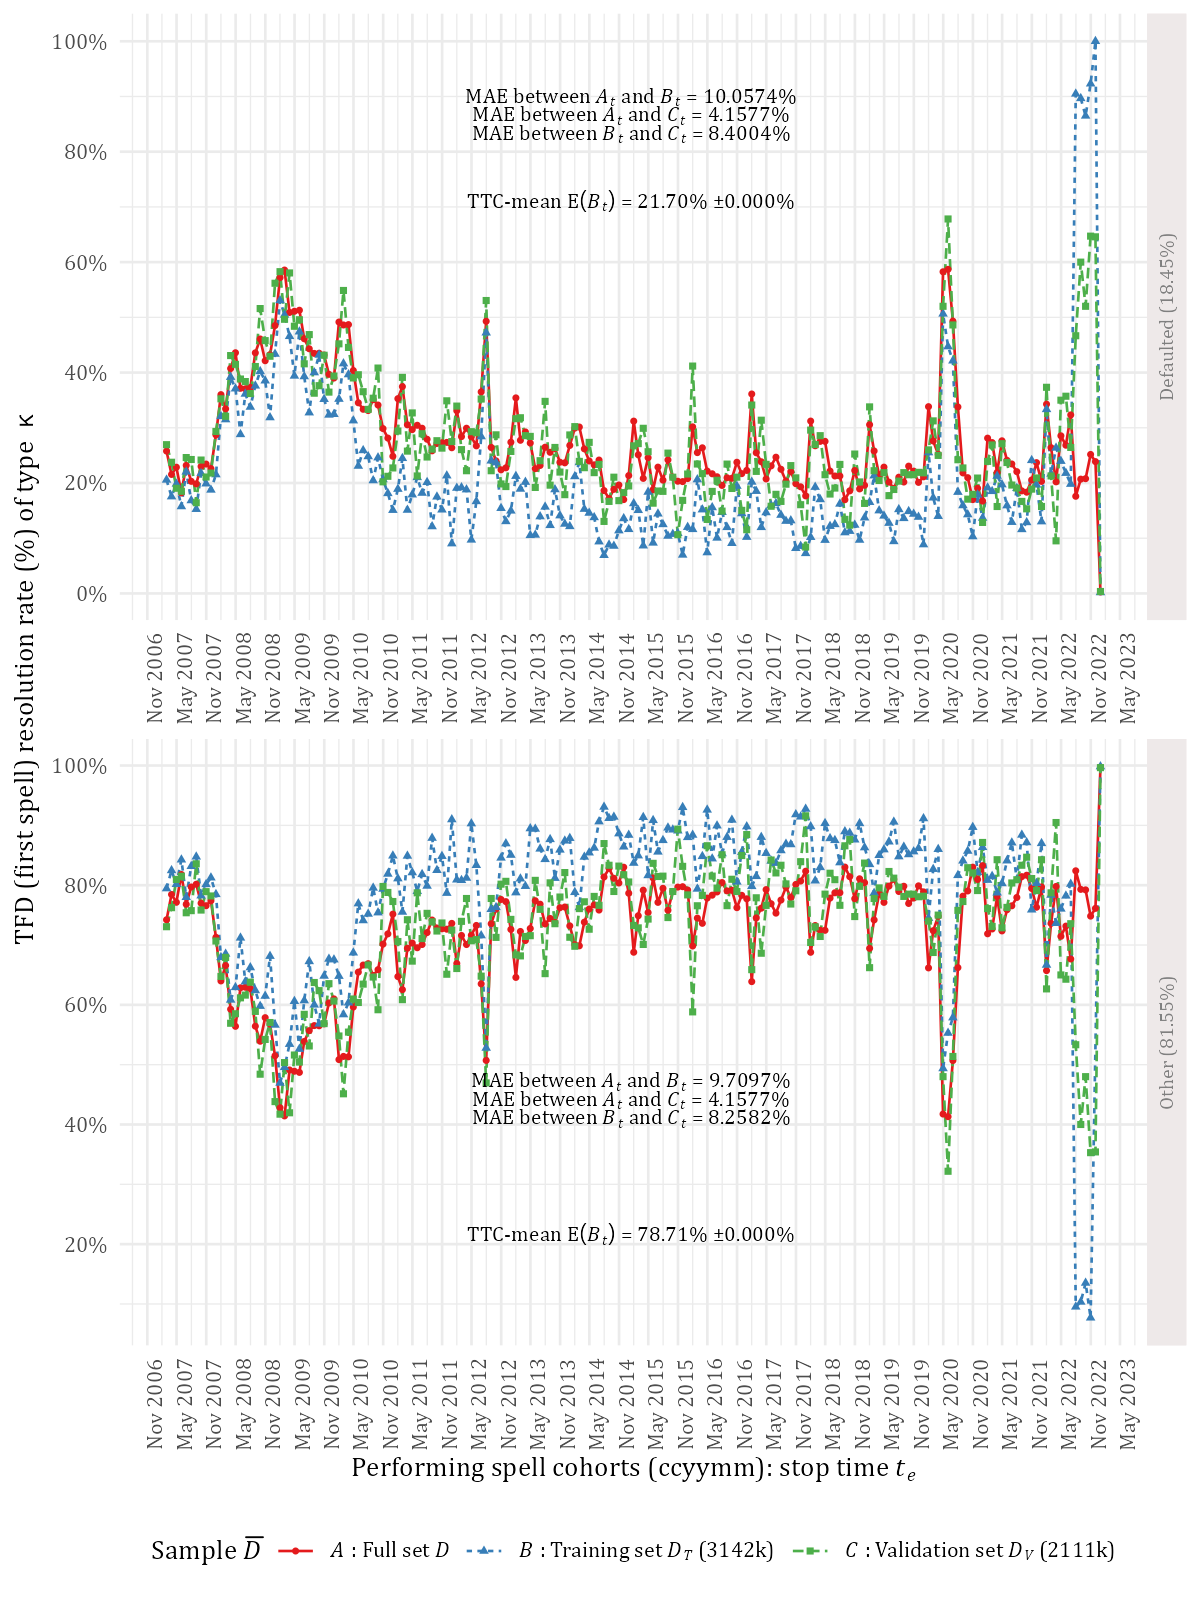 TFD (first spell) resolution rate (%) of type κ
100%
80%
60%
40%
20%
0%
MAE between A_t and B_t = 10.0574%
MAE between A_t and C_t = 4.1577%
MAE between B_t and C_t = 8.4004%
TTC-mean E(B_t) = 21.70% ±0.000%
Defaulted (18.45%)
Nov 2006
May 2007
Nov 2007
May 2008
Nov 2008
May 2009
Nov 2009
May 2010
Nov 2010
May 2011
Nov 2011
May 2012
Nov 2012
May 2013
Nov 2013
May 2014
Nov 2014
May 2015
Nov 2015
May 2016
Nov 2016
May 2017
Nov 2017
May 2018
Nov 2018
May 2019
Nov 2019
May 2020
Nov 2020
May 2021
Nov 2021
May 2022
Nov 2022
May 2023
100%
80%
60%
40%
20%
MAE between A_t and B_t = 9.7097%
MAE between A_t and C_t = 4.1577%
MAE between B_t and C_t = 8.2582%
TTC-mean E(B_t) = 78.71% ±0.000%
Other (81.55%)
Nov 2006
May 2007
Nov 2007
May 2008
Nov 2008
May 2009
Nov 2009
May 2010
Nov 2010
May 2011
Nov 2011
May 2012
Nov 2012
May 2013
Nov 2013
May 2014
Nov 2014
May 2015
Nov 2015
May 2016
Nov 2016
May 2017
Nov 2017
May 2018
Nov 2018
May 2019
Nov 2019
May 2020
Nov 2020
May 2021
Nov 2021
May 2022
Nov 2022
May 2023
Performing spell cohorts (ccyymm): stop time t_e
Sample D̅ A : Full set D B : Training set D_T (3142k) C : Validation set D_V (2111k)